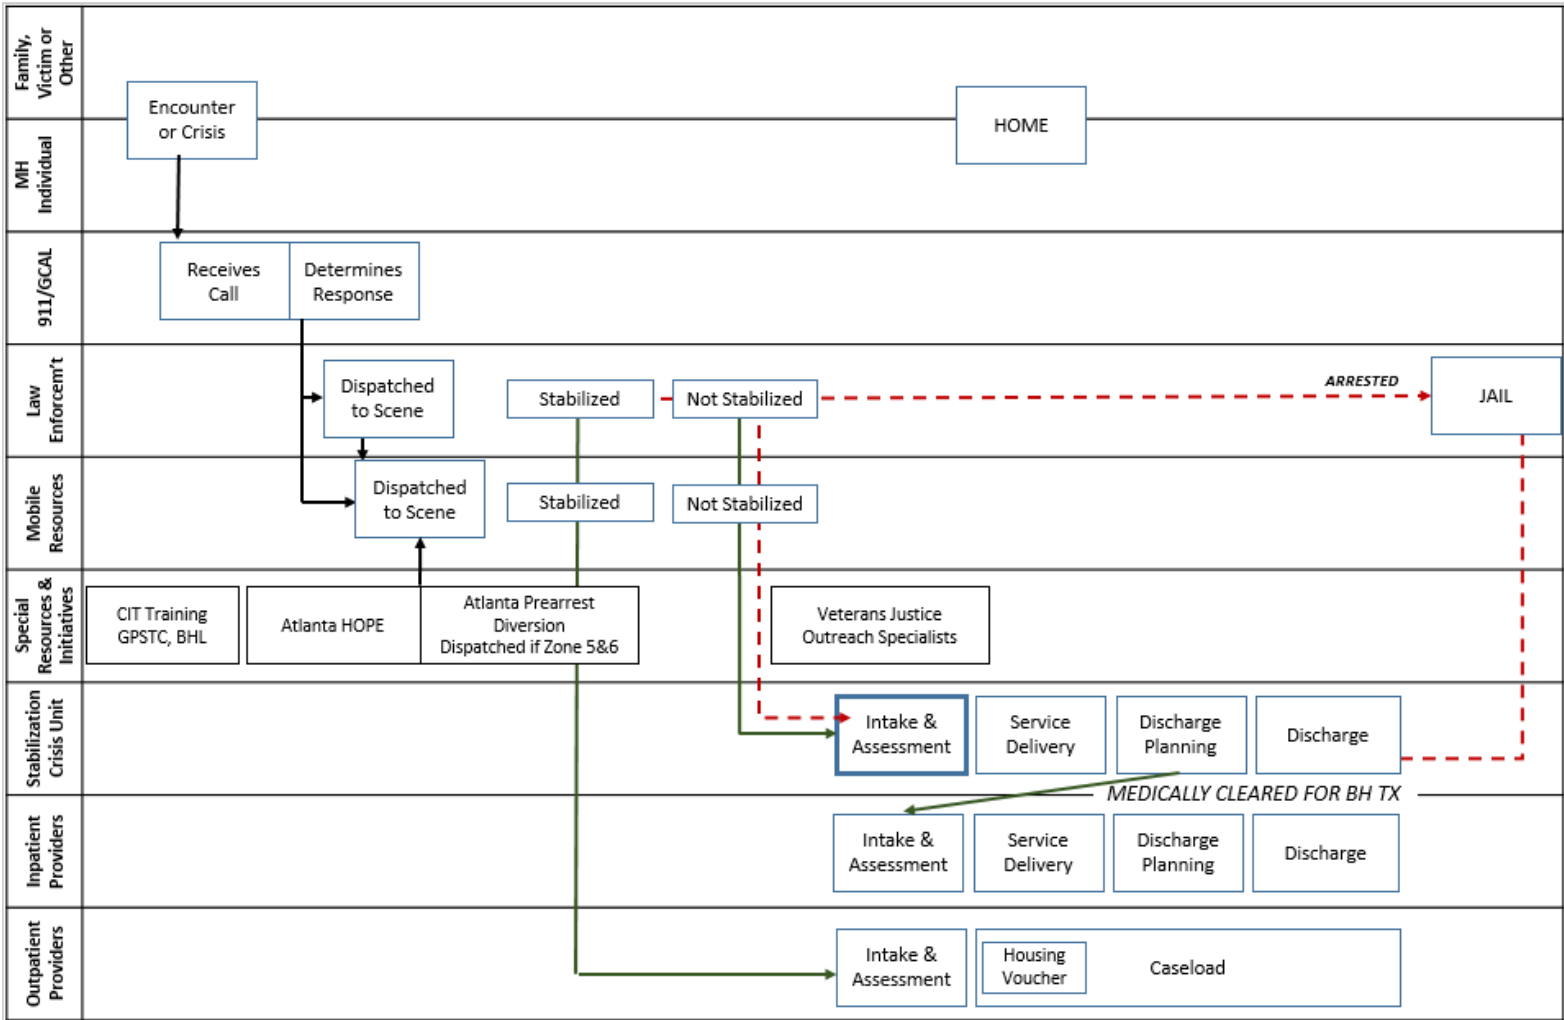 Family,
Victim or
Other
Encounter
or Crisis
HOME
MH
Individual
911/GCAL
Receives
Call
Determines
Response
Law
Enforcem't
Dispatched
to Scene
Stabilized
Not Stabilized
ARRESTED
JAIL
Mobile
Resources
Dispatched
to Scene
Stabilized
Not Stabilized
Special
Resources &
Initiatives
CIT Training
GPSTC, BHL
Atlanta HOPE
Atlanta Prearrest
Diversion
Dispatched if Zone 5&6
Veterans Justice
Outreach Specialists
Stabilization
Crisis Unit
Intake &
Assessment
Service
Delivery
Discharge
Planning
Discharge
MEDICALLY CLEARED FOR BH TX
Inpatient
Providers
Intake &
Assessment
Service
Delivery
Discharge
Planning
Discharge
Outpatient
Providers
Intake &
Assessment
Housing
Voucher
Caseload